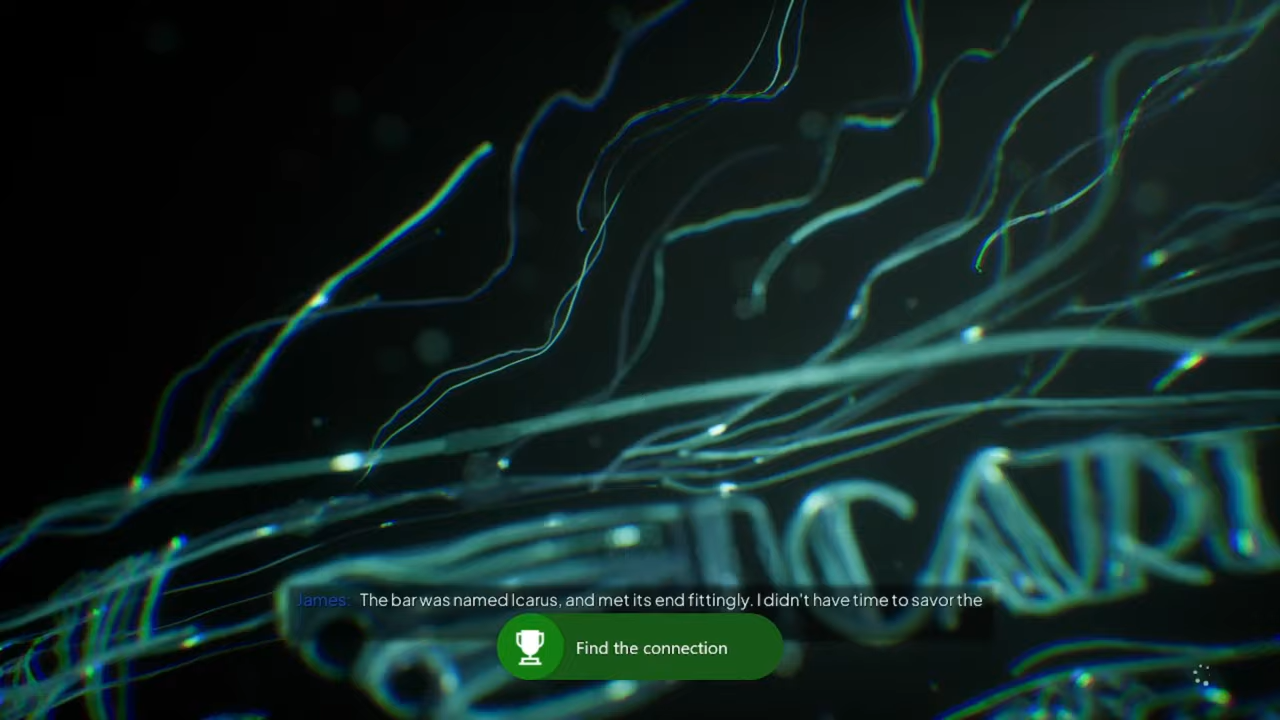 ICARU
James: The bar was named Icarus, and met its end fittingly. I didn't have time to savor the
Find the connection